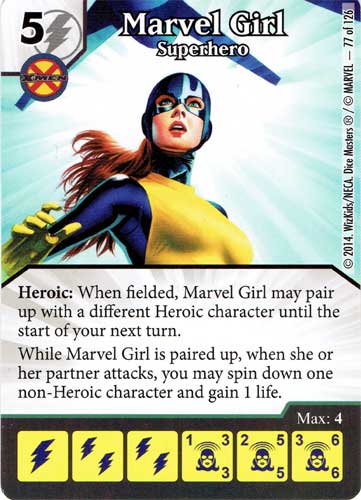 5
Marvel Girl
Superhero
X-MEN
© 2014. WizKids/NECA. Dice Masters ® / © MARVEL — 77 of 126
Heroic: When fielded, Marvel Girl may pair
up with a different Heroic character until the
start of your next turn.
While Marvel Girl is paired up, when she or
her partner attacks, you may spin down one
non-Heroic character and gain 1 life.
Max: 4
1 3 3 6
2 5 5
3 6 6